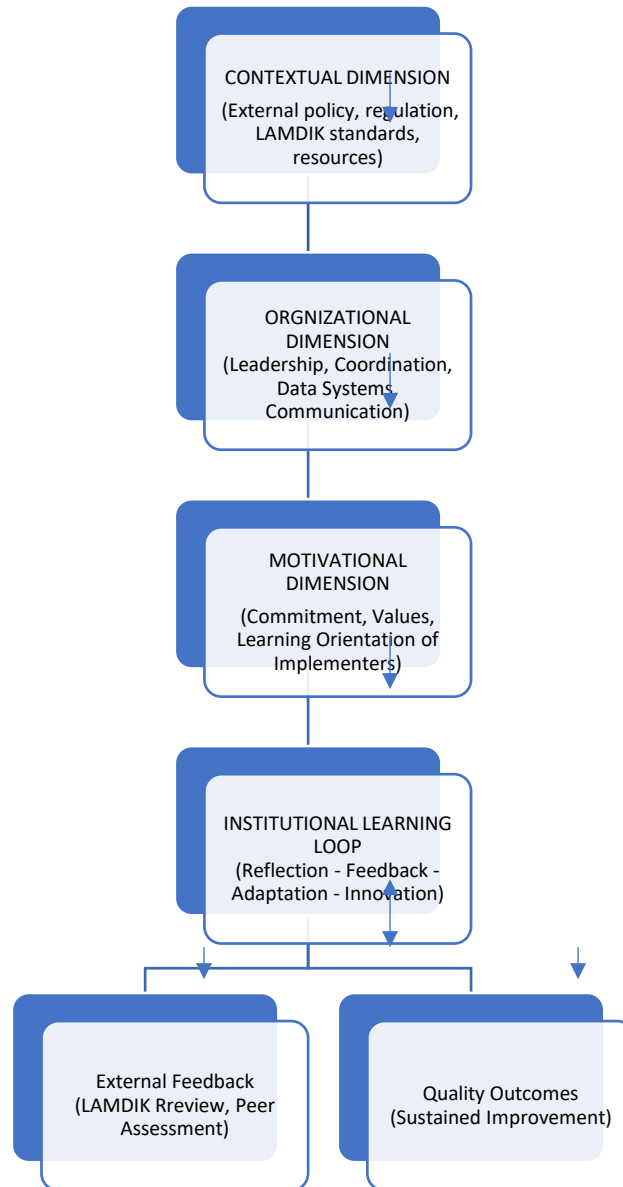 CONTEXTUAL DIMENSION
(External policy, regulation,
LAMDIK standards,
resources)
ORGNIZATIONAL
DIMENSION
(Leadership, Coordination,
Data Systems,
Communication)
MOTIVATIONAL
DIMENSION
(Commitment, Values,
Learning Orientation of
Implementers)
INSTITUTIONAL LEARNING
LOOP
(Reflection - Feedback -
Adaptation - Innovation)
External Feedback
(LAMDIK Rreview, Peer
Assessment)
Quality Outcomes
(Sustained Improvement)